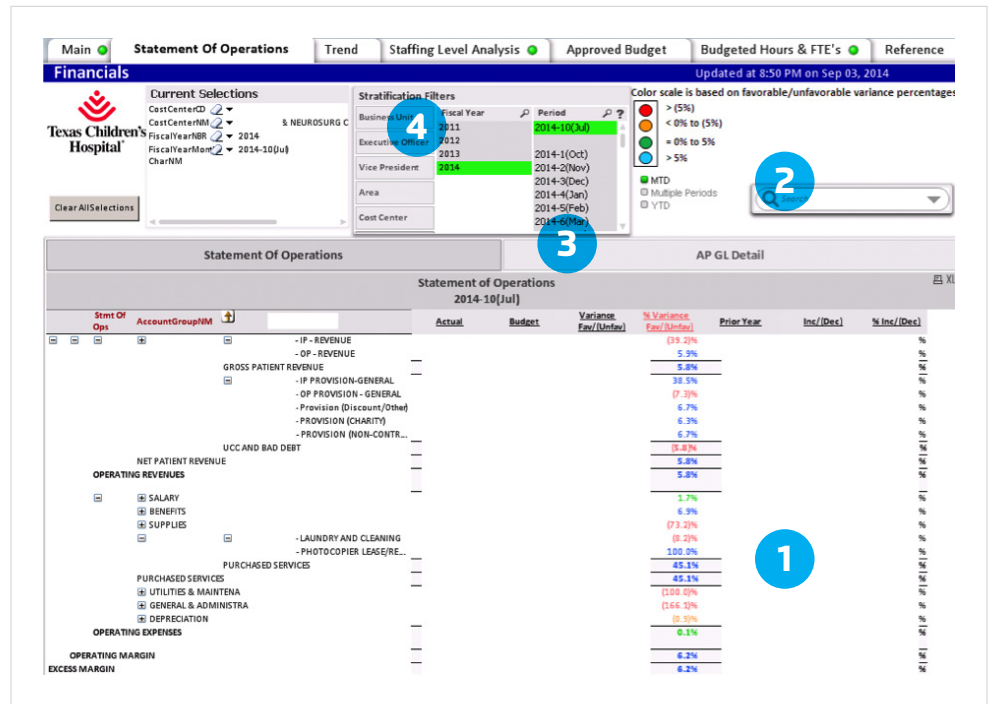 Main
Statement Of Operations
Trend
Staffing Level Analysis
Approved Budget
Budgeted Hours & FTE's
Reference
Financials
Updated at 8:50 PM on Sep 03, 2014
Texas Children's
Hospital
Current Selections
CostCenterCD
CostCenterNM & NEUROSURG C
FiscalYearNBR 2014
FiscalYearMont 2014-10(Jul)
CharNM
Clear All Selections
Stratification Filters
Business Unit
Executive Officer
Vice President
Area
Cost Center
4
Fiscal Year
2011
2012
2013
2014
Period ?
2014-10(Jul)
2014-1(Oct)
2014-2(Nov)
2014-3(Dec)
2014-4(Jan)
2014-5(Feb)
2014-6(Mar)
3
Color scale is based on favorable/unfavorable variance percentages
> (5%)
< 0% to (5%)
= 0% to 5%
> 5%
MTD
Multiple Periods
YTD
2
Search
Statement Of Operations
AP GL Detail
Statement of Operations
2014-10(Jul)
XL
Stmt Of Ops AccountGroupNM Actual Budget Variance Fav/(Unfav) % Variance Fav/(Unfav) Prior Year Inc/(Dec) % Inc/(Dec)
- IP - REVENUE (39.2)% %
- OP - REVENUE 5.9% %
GROSS PATIENT REVENUE 5.8% %
- IP PROVISION-GENERAL 38.5% %
- OP PROVISION - GENERAL (7.3)% %
- Provision (Discount/Other) 6.7% %
- PROVISION (CHARITY) 6.3% %
- PROVISION (NON-CONTR... 6.7% %
UCC AND BAD DEBT (5.8)% %
NET PATIENT REVENUE 5.8% %
OPERATING REVENUES 5.8% %
SALARY 1.7% %
BENEFITS 6.9% %
SUPPLIES (73.2)% %
- LAUNDRY AND CLEANING (8.2)% %
- PHOTOCOPIER LEASE/RE... 100.0% %
PURCHASED SERVICES 45.1% %
PURCHASED SERVICES 45.1% %
UTILITIES & MAINTENA (100.0)% %
GENERAL & ADMINISTRA (166.1)% %
DEPRECIATION (0.9)% %
OPERATING EXPENSES 0.1% %
OPERATING MARGIN 6.2% %
EXCESS MARGIN 6.2% %
1